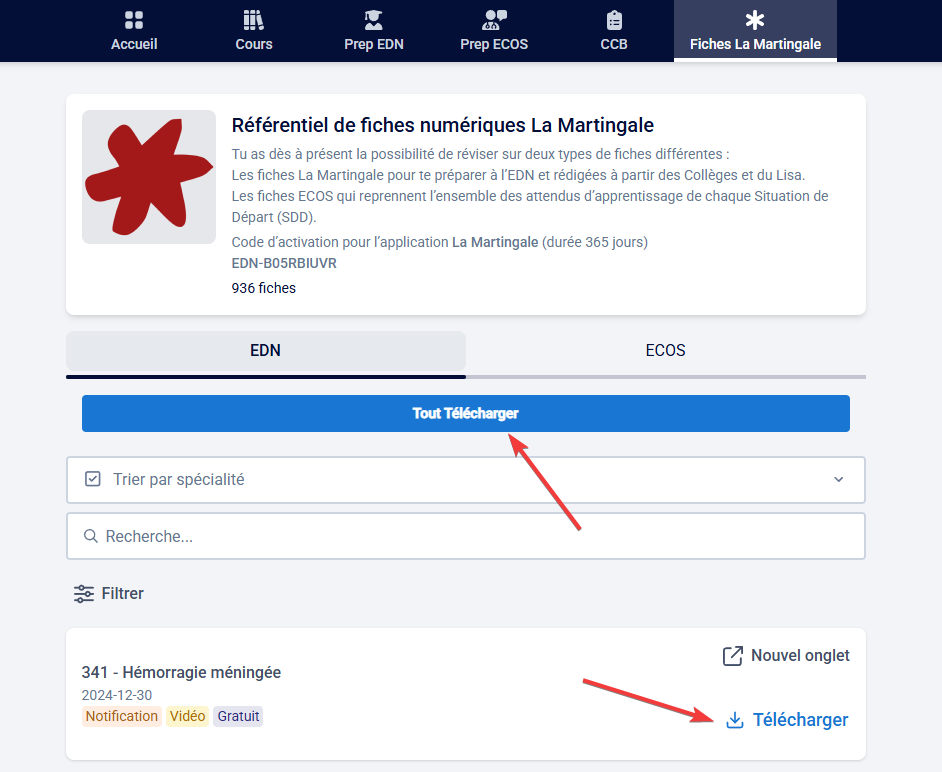 Accueil
Cours
Prep EDN
Prep ECOS
CCB
Fiches La Martingale
Référentiel de fiches numériques La Martingale
Tu as dès à présent la possibilité de réviser sur deux types de fiches différentes :
Les fiches La Martingale pour te préparer à l’EDN et rédigées à partir des Collèges et du Lisa.
Les fiches ECOS qui reprennent l’ensemble des attendus d’apprentissage de chaque Situation de
Départ (SDD).
Code d’activation pour l’application La Martingale (durée 365 jours)
EDN-B05RBIUVR
936 fiches
EDN
ECOS
Tout Télécharger
Trier par spécialité
Recherche...
Filtrer
Nouvel onglet
341 - Hémorragie méningée
2024-12-30
Notification Vidéo Gratuit
Télécharger